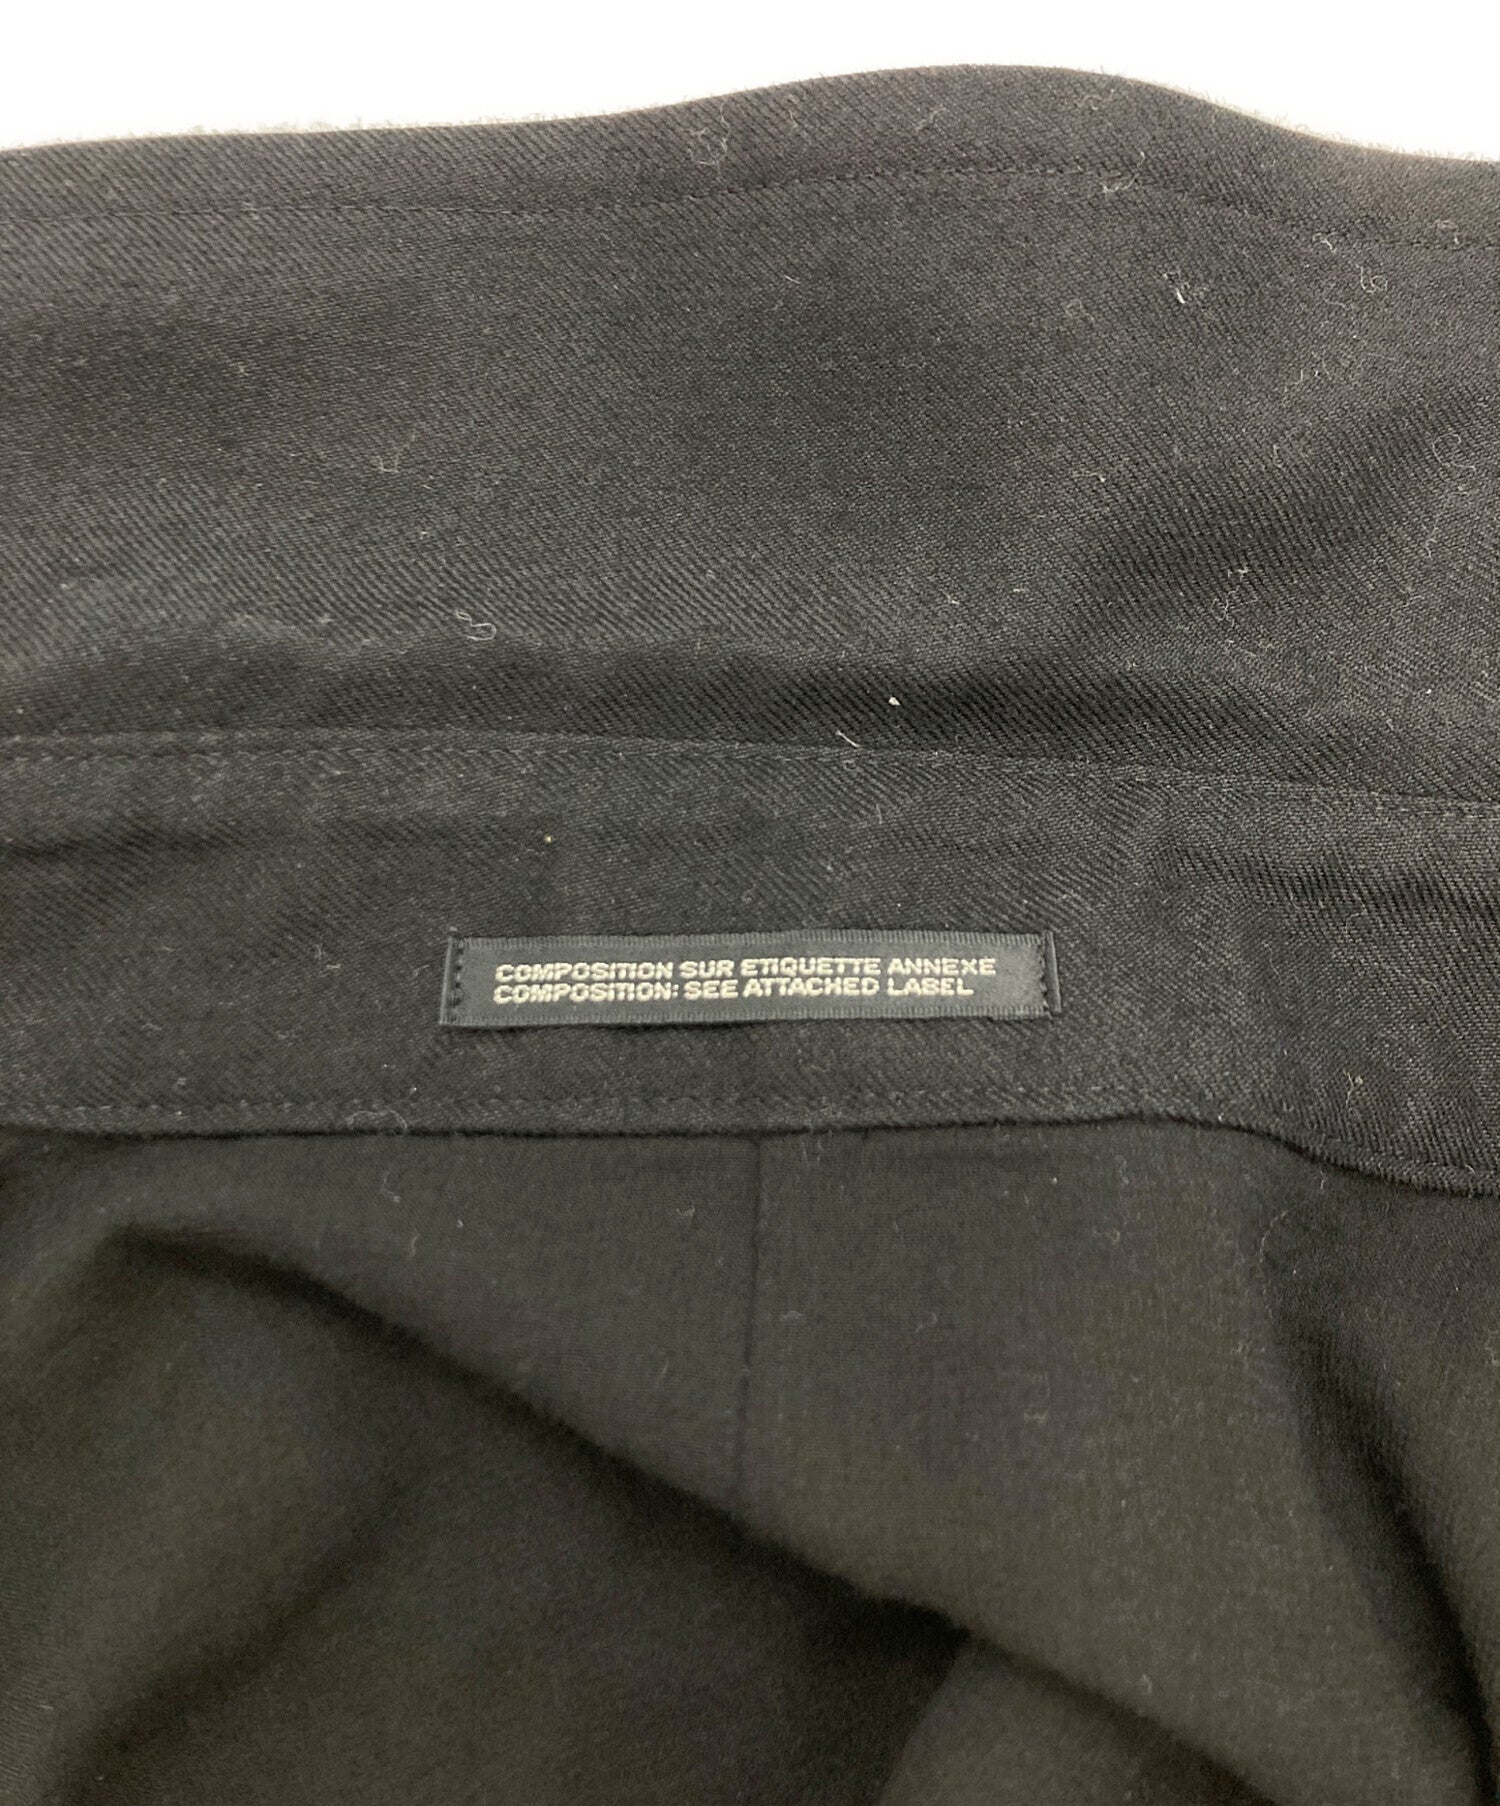 COMPOSITION SUR ETIQUETTE ANNEXE
COMPOSITION: SEE ATTACHED LABEL